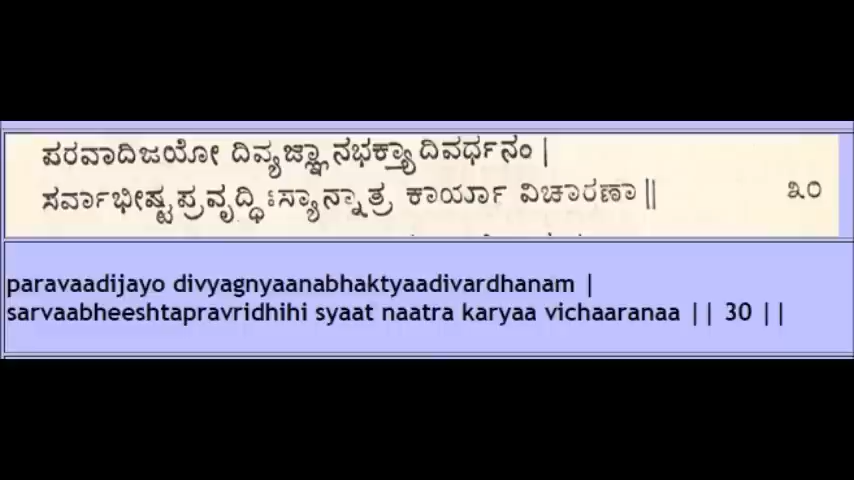 ಪರವಾದಿಜಯೋ ದಿವ್ಯಜ್ಞಾನಭಕ್ತ್ಯಾದಿವರ್ಧನಂ |
ಸರ್ವಾಭೀಷ್ಟಪ್ರವೃದ್ಧಿಃಸ್ಯಾನ್ನಾತ್ರ ಕಾರ್ಯಾ ವಿಚಾರಣಾ || ೩೦
paravaadijayo divyagnyaanabhaktyaadivardhanam |
sarvaabheeshtapravridhihi syaat naatra karyaa vichaaranaa || 30 ||